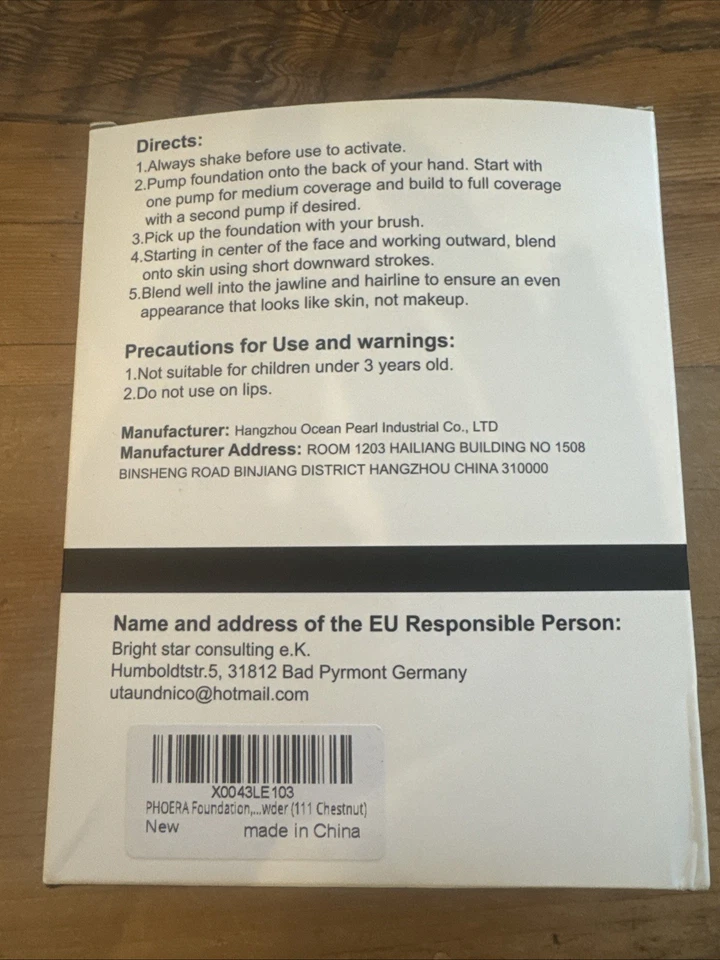 Directs:
1.Always shake before use to activate.
2.Pump foundation onto the back of your hand. Start with
one pump for medium coverage and build to full coverage
with a second pump if desired.
3.Pick up the foundation with your brush.
4.Starting in center of the face and working outward, blend
onto skin using short downward strokes.
5.Blend well into the jawline and hairline to ensure an even
appearance that looks like skin, not makeup.
Precautions for Use and warnings:
1.Not suitable for children under 3 years old.
2.Do not use on lips.
Manufacturer: Hangzhou Ocean Pearl Industrial Co., LTD
Manufacturer Address: ROOM 1203 HAILIANG BUILDING NO 1508
BINSHENG ROAD BINJIANG DISTRICT HANGZHOU CHINA 310000
Name and address of the EU Responsible Person:
Bright star consulting e.K.
Humboldtstr.5, 31812 Bad Pyrmont Germany
utaundnico@hotmail.com
X0043LE103
PHOERA Foundation,...wder (111 Chestnut)
New made in China